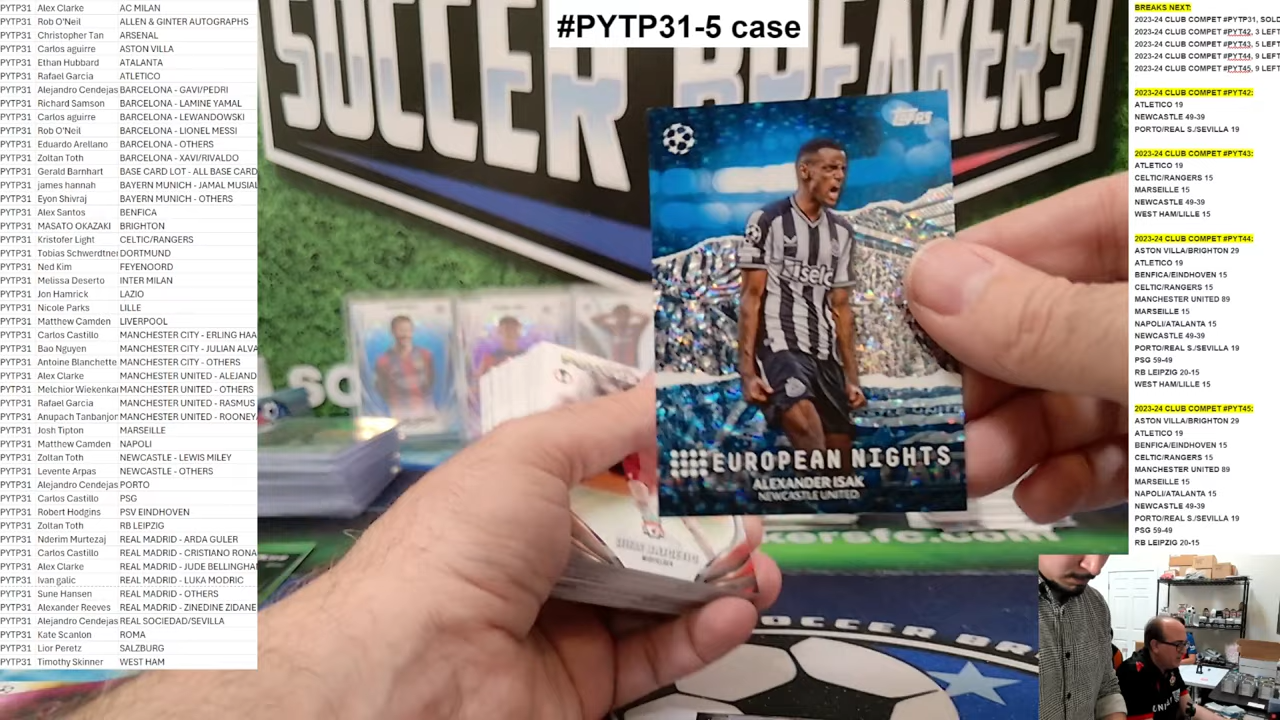 #PYTP31-5 case
PYTP31 Alex Clarke AC MILAN
PYTP31 Rob O'Neil ALLEN & GINTER AUTOGRAPHS
PYTP31 Christopher Tan ARSENAL
PYTP31 Carlos aguirre ASTON VILLA
PYTP31 Ethan Hubbard ATALANTA
PYTP31 Rafael Garcia ATLETICO
PYTP31 Alejandro Cendejas BARCELONA - GAVI/PEDRI
PYTP31 Richard Samson BARCELONA - LAMINE YAMAL
PYTP31 Carlos aguirre BARCELONA - LEWANDOWSKI
PYTP31 Rob O'Neil BARCELONA - LIONEL MESSI
PYTP31 Eduardo Arellano BARCELONA - OTHERS
PYTP31 Zoltan Toth BARCELONA - XAVI/RIVALDO
PYTP31 Gerald Barnhart BASE CARD LOT - ALL BASE CARD
PYTP31 james hannah BAYERN MUNICH - JAMAL MUSIAL
PYTP31 Eyon Shivraj BAYERN MUNICH - OTHERS
PYTP31 Alex Santos BENFICA
PYTP31 MASATO OKAZAKI BRIGHTON
PYTP31 Kristofer Light CELTIC/RANGERS
PYTP31 Tobias Schwerdtner DORTMUND
PYTP31 Ned Kim FEYENOORD
PYTP31 Melissa Deserto INTER MILAN
PYTP31 Jon Hamrick LAZIO
PYTP31 Nicole Parks LILLE
PYTP31 Matthew Camden LIVERPOOL
PYTP31 Carlos Castillo MANCHESTER CITY - ERLING HAA
PYTP31 Bao Nguyen MANCHESTER CITY - JULIAN ALVA
PYTP31 Antoine Blanchette MANCHESTER CITY - OTHERS
PYTP31 Alex Clarke MANCHESTER UNITED - ALEJAND
PYTP31 Melchior Wiekenkar MANCHESTER UNITED - OTHERS
PYTP31 Rafael Garcia MANCHESTER UNITED - RASMUS
PYTP31 Anupach Tanbanjor MANCHESTER UNITED - ROONEY
PYTP31 Josh Tipton MARSEILLE
PYTP31 Matthew Camden NAPOLI
PYTP31 Zoltan Toth NEWCASTLE - LEWIS MILEY
PYTP31 Levente Arpas NEWCASTLE - OTHERS
PYTP31 Alejandro Cendejas PORTO
PYTP31 Carlos Castillo PSG
PYTP31 Robert Hodgins PSV EINDHOVEN
PYTP31 Zoltan Toth RB LEIPZIG
PYTP31 Nderim Murtezaj REAL MADRID - ARDA GULER
PYTP31 Carlos Castillo REAL MADRID - CRISTIANO RONA
PYTP31 Alex Clarke REAL MADRID - JUDE BELLINGHA
PYTP31 Ivan galic REAL MADRID - LUKA MODRIC
PYTP31 Sune Hansen REAL MADRID - OTHERS
PYTP31 Alexander Reeves REAL MADRID - ZINEDINE ZIDANE
PYTP31 Alejandro Cendejas REAL SOCIEDAD/SEVILLA
PYTP31 Kate Scanlon ROMA
PYTP31 Lior Peretz SALZBURG
PYTP31 Timothy Skinner WEST HAM
SOCCER BREAKERS
Topps
sela
EUROPEAN NIGHTS
ALEXANDER ISAK
NEWCASTLE UNITED
BREAKS NEXT:
2023-24 CLUB COMPET #PYTP31, SOLD
2023-24 CLUB COMPET #PYT42, 3 LEFT
2023-24 CLUB COMPET #PYT43, 5 LEFT
2023-24 CLUB COMPET #PYT44, 9 LEFT
2023-24 CLUB COMPET #PYT45, 9 LEFT
2023-24 CLUB COMPET #PYT42:
ATLETICO 19
NEWCASTLE 49-39
PORTO/REAL S./SEVILLA 19
2023-24 CLUB COMPET #PYT43:
ATLETICO 19
CELTIC/RANGERS 15
MARSEILLE 15
NEWCASTLE 49-39
WEST HAM/LILLE 15
2023-24 CLUB COMPET #PYT44:
ASTON VILLA/BRIGHTON 29
ATLETICO 19
BENFICA/EINDHOVEN 15
CELTIC/RANGERS 15
MANCHESTER UNITED 89
MARSEILLE 15
NAPOLI/ATALANTA 15
NEWCASTLE 49-39
PORTO/REAL S./SEVILLA 19
PSG 59-49
RB LEIPZIG 20-15
WEST HAM/LILLE 15
2023-24 CLUB COMPET #PYT45:
ASTON VILLA/BRIGHTON 29
ATLETICO 19
BENFICA/EINDHOVEN 15
CELTIC/RANGERS 15
MANCHESTER UNITED 89
MARSEILLE 15
NAPOLI/ATALANTA 15
NEWCASTLE 49-39
PORTO/REAL S./SEVILLA 19
PSG 59-49
RB LEIPZIG 20-15